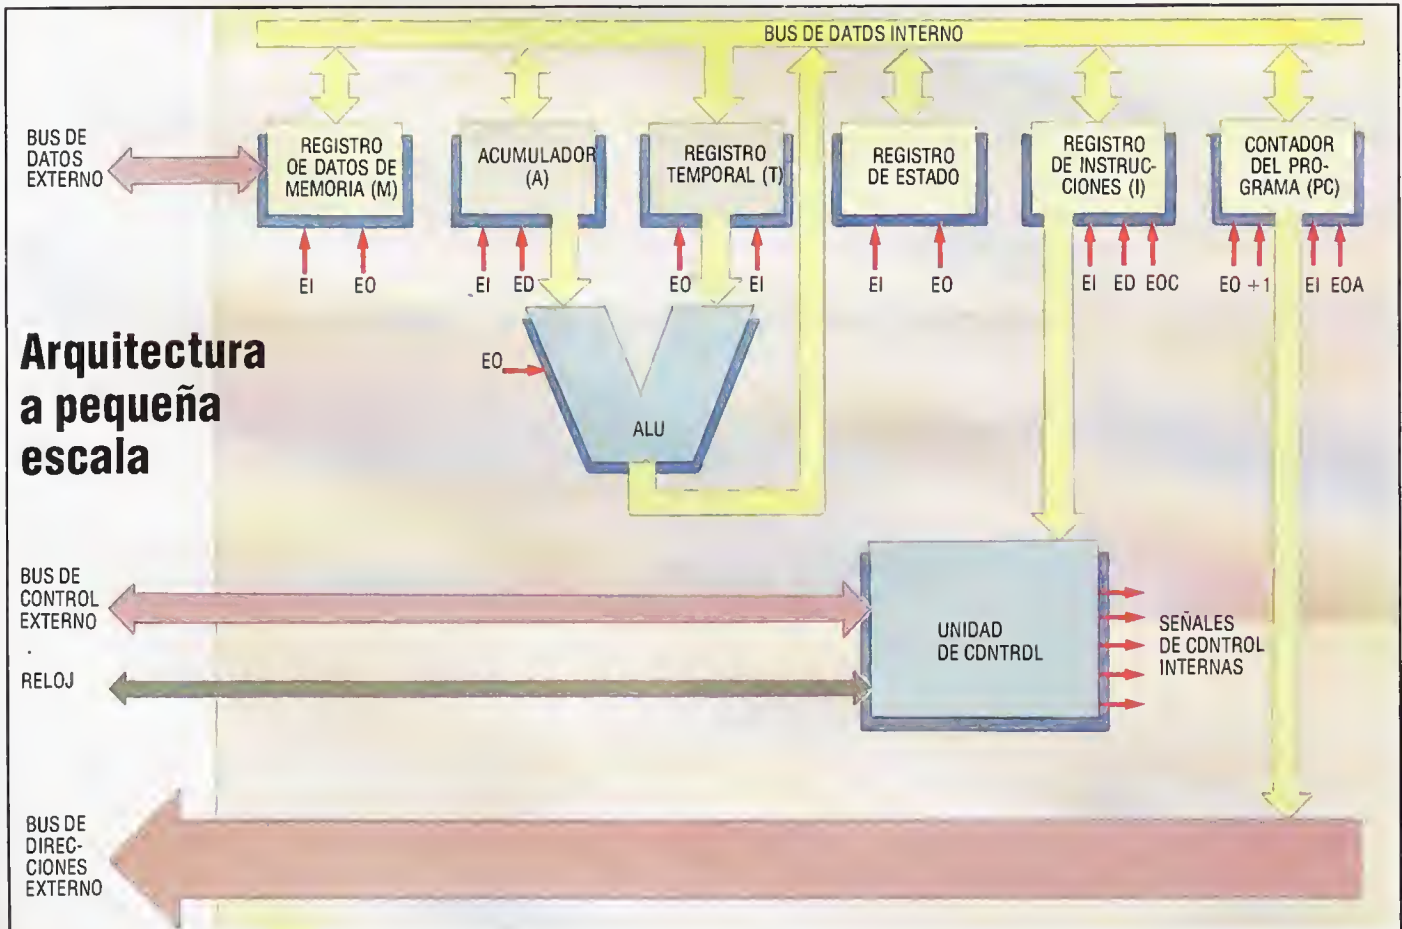 BUS DE DATDS INTERNO
BUS DE
DATOS
EXTERNO
REGISTRO
OE DATOS DE
MEMORIA (M)
ACUMULADOR
(A)
REGISTRO
TEMPORAL (T)
REGISTRO
DE ESTADO
REGISTRO
DE INSTRUC-
CIONES (I)
CONTADOR
DEL PRO-
GRAMA (PC)
EI EO
EI ED
EO EI
EI EO
EI ED EOC
EO +1 EI EOA
Arquitectura
a pequeña
escala
EO
ALU
BUS DE
CONTROL
EXTERNO
UNIDAD
DE CDNTRDL
SEÑALES
DE CDNTROL
INTERNAS
RELOJ
BUS DE
DIREC-
CIONES
EXTERNO